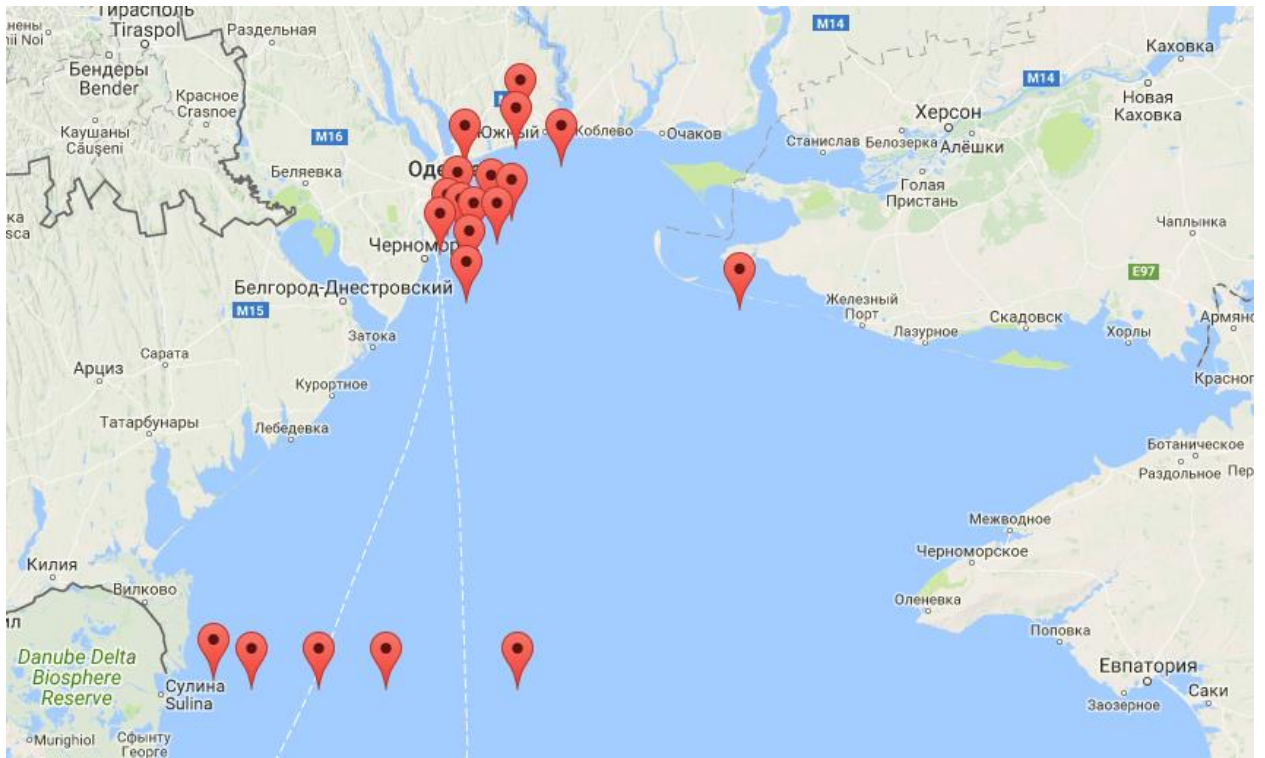 Тирасполь
Tiraspol
Раздельная
M14
Каховка
Бендеры
Bender
Красное
Crasnoe
M14
Новая
Каховка
Херсон
Каушаны
Căușeni
M16
Южный
Коблево
Очаков
Станислав
Белозерка
Алёшки
Беляевка
Голая
Пристань
Чаплынка
Белгород-Днестровский
M15
E97
Железный
Порт
Лазурное
Скадовск
Хорлы
Затока
Сарата
Арциз
Курортное
Татарбунары
Лебедевка
Ботаническое
Раздольное
Межводное
Черноморское
Килия
Вилково
Оленевка
Поповка
Danube Delta
Biosphere
Reserve
Сулина
Sulina
Евпатория
Саки
Заозерное
Murighiol
Сфынту
Георге